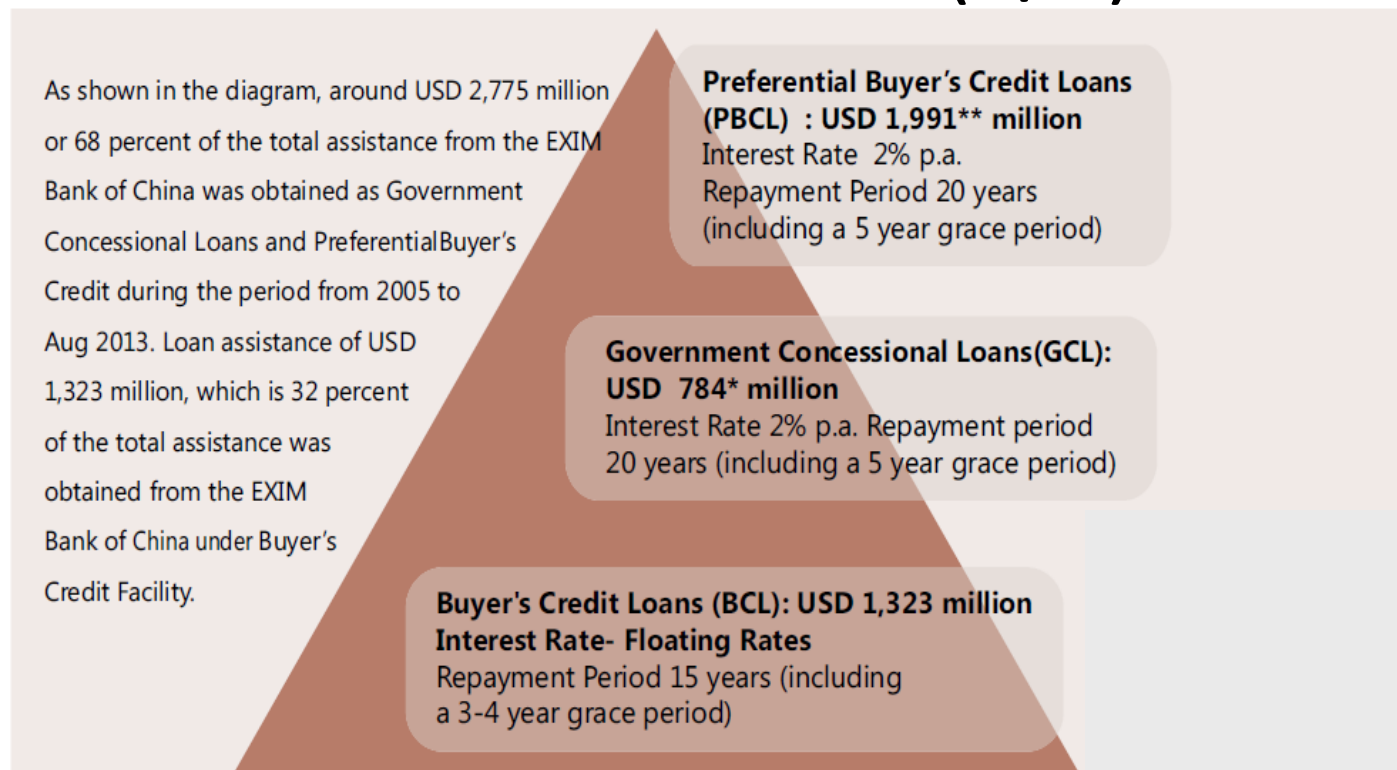 As shown in the diagram, around USD 2,775 million
or 68 percent of the total assistance from the EXIM
Bank of China was obtained as Government
Concessional Loans and PreferentialBuyer’s
Credit during the period from 2005 to
Aug 2013. Loan assistance of USD
1,323 million, which is 32 percent
of the total assistance was
obtained from the EXIM
Bank of China under Buyer’s
Credit Facility.
Preferential Buyer’s Credit Loans
(PBCL) : USD 1,991** million
Interest Rate 2% p.a.
Repayment Period 20 years
(including a 5 year grace period)
Government Concessional Loans(GCL):
USD 784* million
Interest Rate 2% p.a. Repayment period
20 years (including a 5 year grace period)
Buyer's Credit Loans (BCL): USD 1,323 million
Interest Rate- Floating Rates
Repayment Period 15 years (including
a 3-4 year grace period)